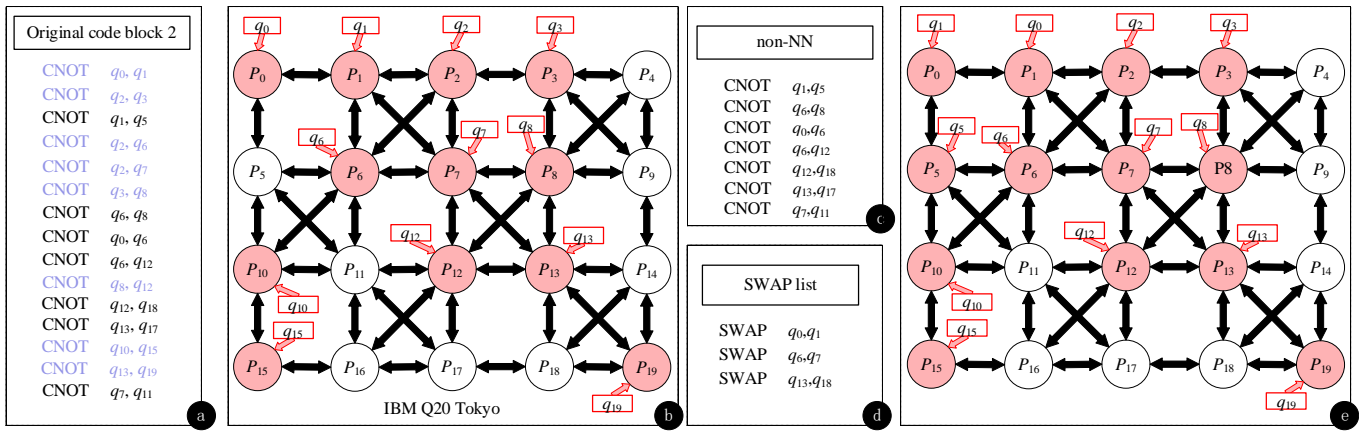 Original code block 2
CNOT q0, q1
CNOT q2, q3
CNOT q1, q5
CNOT q2, q6
CNOT q2, q7
CNOT q3, q8
CNOT q6, q8
CNOT q0, q6
CNOT q6, q12
CNOT q8, q12
CNOT q12, q18
CNOT q13, q17
CNOT q10, q15
CNOT q13, q19
CNOT q7, q11
a
q0 q1 q2 q3
P0 P1 P2 P3 P4
q6 q7 q8
P5 P6 P7 P8 P9
q12 q13
P10 P11 P12 P13 P14
q10
q15
P15 P16 P17 P18 P19
q19
IBM Q20 Tokyo
b
non-NN
CNOT q1,q5
CNOT q6,q8
CNOT q0,q6
CNOT q6,q12
CNOT q12,q18
CNOT q13,q17
CNOT q7,q11
c
SWAP list
SWAP q0,q1
SWAP q6,q7
SWAP q13,q18
d
q1 q0 q2 q3
P0 P1 P2 P3 P4
q5 q6 q7 q8
P5 P6 P7 P8 P9
q12 q13
P10 P11 P12 P13 P14
q10
q15
P15 P16 P17 P18 P19
q19
e